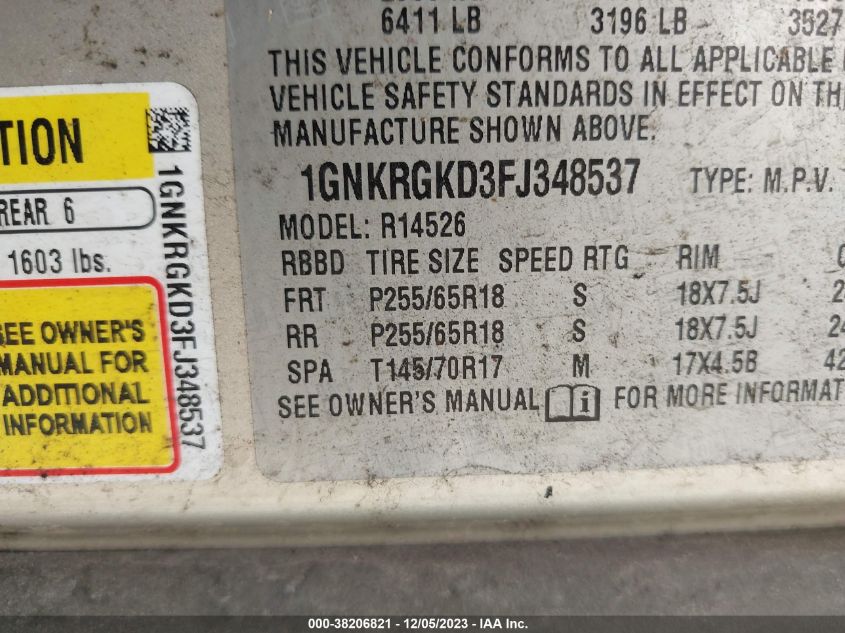 6411 LB 3196 LB 3527
THIS VEHICLE CONFORMS TO ALL APPLICABLE
VEHICLE SAFETY STANDARDS IN EFFECT ON TH
MANUFACTURE SHOWN ABOVE.
1GNKRGKD3FJ348537 TYPE: M.P.V.
MODEL: R14526
RBBD TIRE SIZE SPEED RTG RIM
FRT P255/65R18 S 18X7.5J 2
RR P255/65R18 S 18X7.5J 24
SPA T145/70R17 M 17X4.5B 42
SEE OWNER'S MANUAL i FOR MORE INFORMAT
TION
REAR 6
1603 lbs.
SEE OWNER'S
MANUAL FOR
ADDITIONAL
INFORMATION
1GNKRGKD3FJ348537
000-38206821 - 12/05/2023 - IAA Inc.